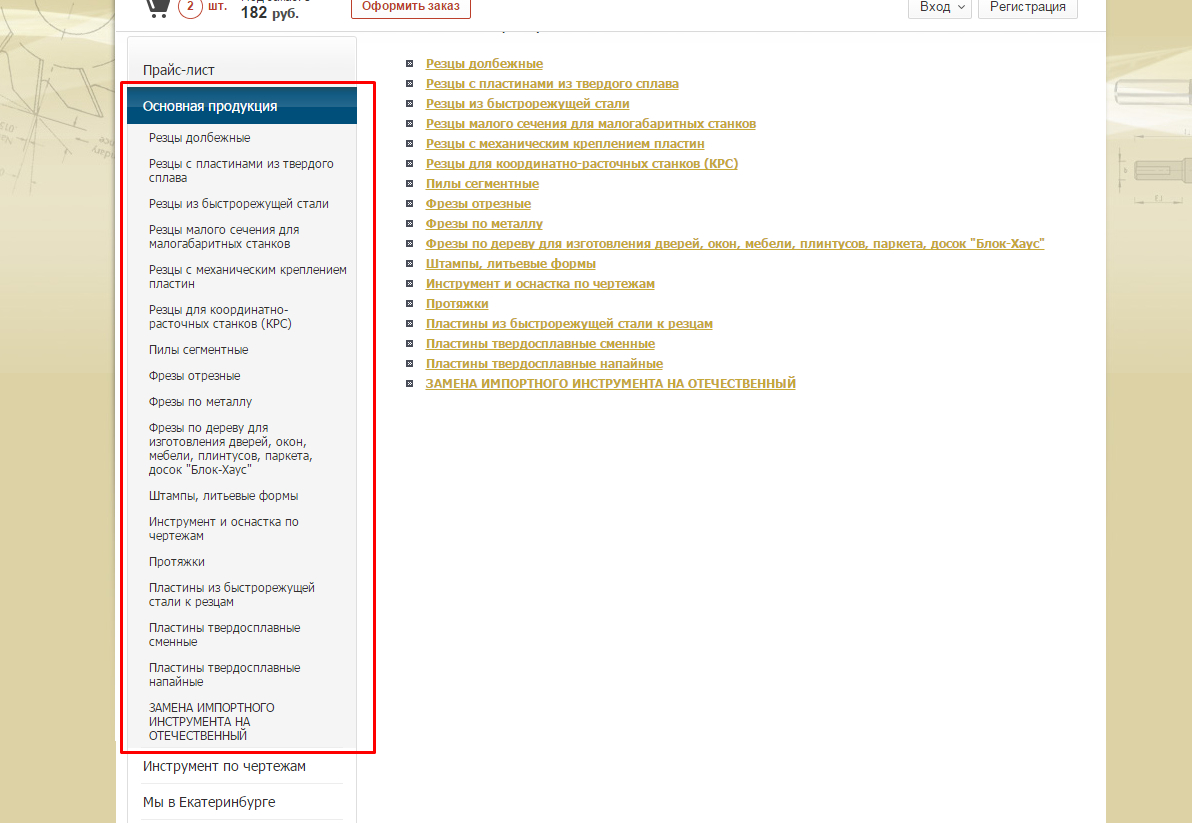 2 шт.
182 руб.
Оформить заказ
Вход
Регистрация
Прайс-лист
Основная продукция
Резцы долбежные
Резцы с пластинами из твердого
сплава
Резцы из быстрорежущей стали
Резцы малого сечения для
малогабаритных станков
Резцы с механическим креплением
пластин
Резцы для координатно-
расточных станков (КРС)
Пилы сегментные
Фрезы отрезные
Фрезы по металлу
Фрезы по дереву для
изготовления дверей, окон,
мебели, плинтусов, паркета,
досок "Блок-Хаус"
Штампы, литьевые формы
Инструмент и оснастка по
чертежам
Протяжки
Пластины из быстрорежущей
стали к резцам
Пластины твердосплавные
сменные
Пластины твердосплавные
напайные
ЗАМЕНА ИМПОРТНОГО
ИНСТРУМЕНТА НА
ОТЕЧЕСТВЕННЫЙ
Инструмент по чертежам
Мы в Екатеринбурге
Резцы долбежные
Резцы с пластинами из твердого сплава
Резцы из быстрорежущей стали
Резцы малого сечения для малогабаритных станков
Резцы с механическим креплением пластин
Резцы для координатно-расточных станков (КРС)
Пилы сегментные
Фрезы отрезные
Фрезы по металлу
Фрезы по дереву для изготовления дверей, окон, мебели, плинтусов, паркета, досок "Блок-Хаус"
Штампы, литьевые формы
Инструмент и оснастка по чертежам
Протяжки
Пластины из быстрорежущей стали к резцам
Пластины твердосплавные сменные
Пластины твердосплавные напайные
ЗАМЕНА ИМПОРТНОГО ИНСТРУМЕНТА НА ОТЕЧЕСТВЕННЫЙ